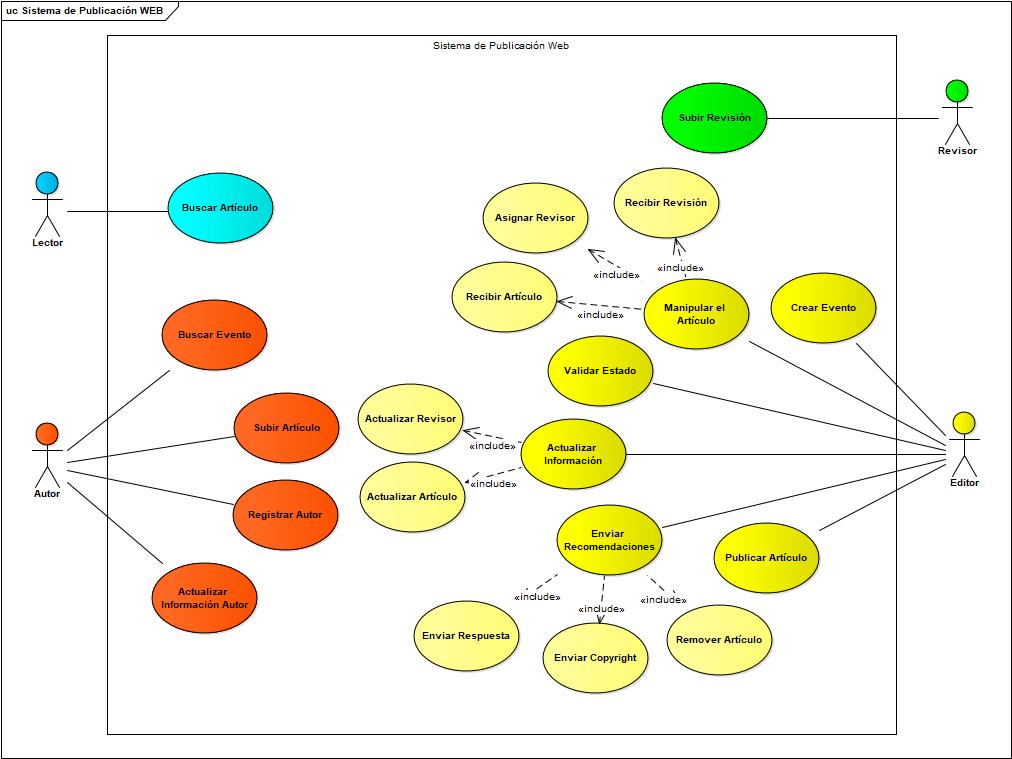 uc Sistema de Publicación WEB
Sistema de Publicación Web
Subir Revisión
Revisor
Lector
Buscar Artículo
Asignar Revisor
Recibir Revisión
«include»
«include»
Recibir Artículo
«include»
Manipular el
Artículo
Crear Evento
Buscar Evento
Validar Estado
Autor
Subir Artículo
Actualizar Revisor
«include»
Actualizar
Información
Editor
Actualizar Artículo
«include»
Registrar Autor
Enviar
Recomendaciones
Publicar Artículo
Actualizar
Información Autor
«include»
«include»
«include»
Enviar Respuesta
Enviar Copyright
Remover Artículo